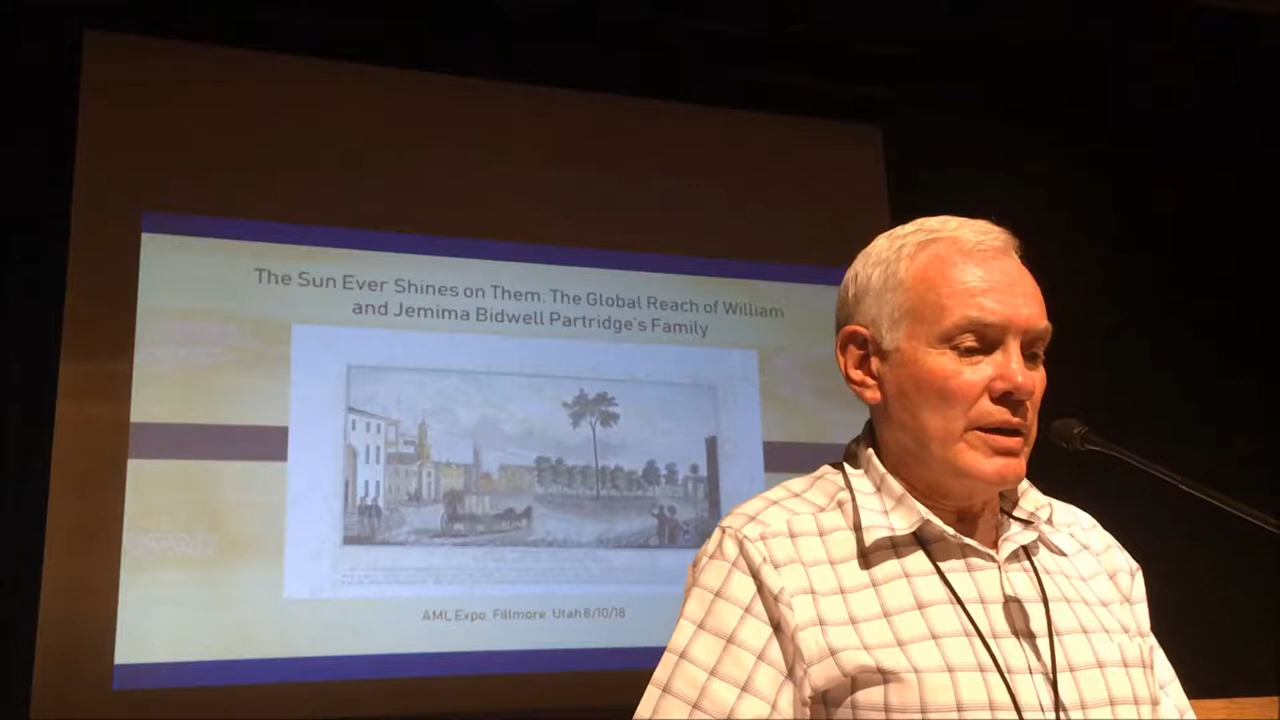 The Sun Ever Shines on Them: The Global Reach of William
and Jemima Bidwell Partridge's Family
AML Expo Fillmore Utah 8/10/18